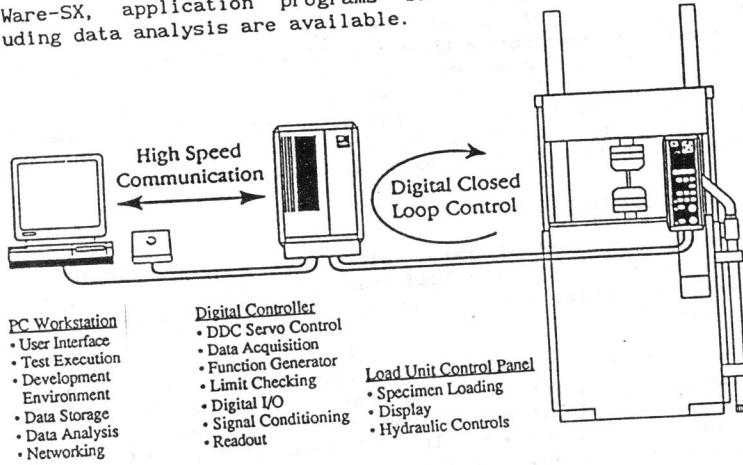 Ware-SX, application programs
uding data analysis are available.
High Speed
Communication
Digital Closed
Loop Control
PC Workstation
• User Interface
• Test Execution
• Development
Environment
• Data Storage
• Data Analysis
• Networking
Digital Controller
• DDC Servo Control
• Data Acquisition
• Function Generator
• Limit Checking
• Digital I/O
• Signal Conditioning
• Readout
Load Unit Control Panel
• Specimen Loading
• Display
• Hydraulic Controls